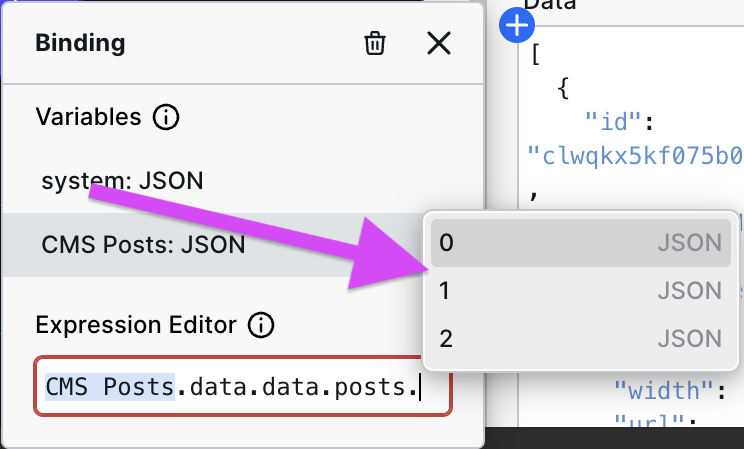 Data
Binding
Variables
system: JSON
CMS Posts: JSON
Expression Editor
CMS Posts.data.data.posts.
0 JSON
1 JSON
2 JSON
[
{
"id":
"clwqkx5kf075b0
,
"width":
"url":